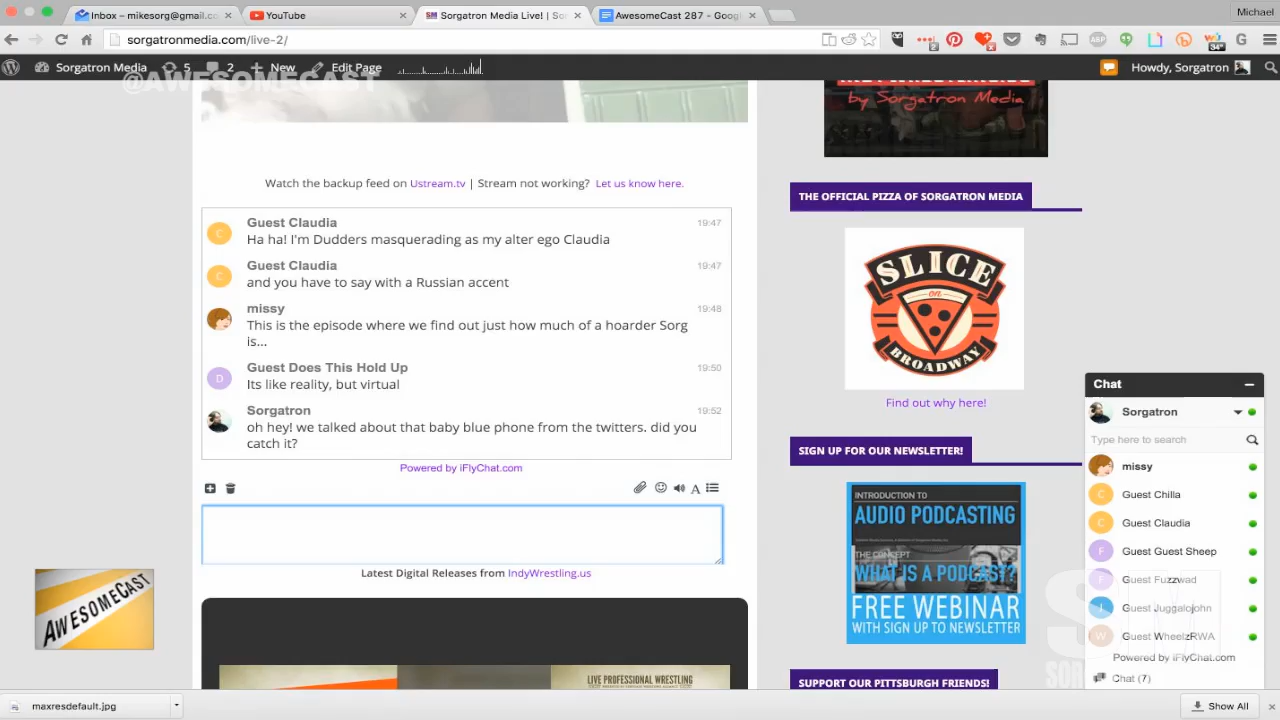 Inbox - mikesorg@gmail.co
YouTube
Sorgatron Media Live! | Sor
AwesomeCast 287 - Googl
Michael
sorgatronmedia.com/live-2/
Sorgatron Media
5
2
New
Edit Page
Howdy, Sorgatron
@AWESOMECAST
by Sorgatron Media
Watch the backup feed on Ustream.tv | Stream not working? Let us know here.
Guest Claudia 19:47
Ha ha! I'm Dudders masquerading as my alter ego Claudia
Guest Claudia 19:47
and you have to say with a Russian accent
missy 19:48
This is the episode where we find out just how much of a hoarder Sorg
is...
Guest Does This Hold Up 19:50
Its like reality, but virtual
Sorgatron 19:52
oh hey! we talked about that baby blue phone from the twitters. did you
catch it?
Powered by iFlyChat.com
Latest Digital Releases from IndyWrestling.us
LIVE PROFESSIONAL WRESTLING
AWESOMECAST
THE OFFICIAL PIZZA OF SORGATRON MEDIA
SLICE
on
BROADWAY
Find out why here!
SIGN UP FOR OUR NEWSLETTER!
INTRODUCTION TO
AUDIO PODCASTING
THE CONCEPT
WHAT IS A PODCAST?
FREE WEBINAR
WITH SIGN UP TO NEWSLETTER
SUPPORT OUR PITTSBURGH FRIENDS!
Chat
Sorgatron
Type here to search
missy
Guest Chilla
Guest Claudia
Guest Guest Sheep
Guest Fuzzwad
Guest Juggalojohn
Guest WheelzRWA
Powered by iFlyChat.com
Chat (7)
maxresdefault.jpg
Show All